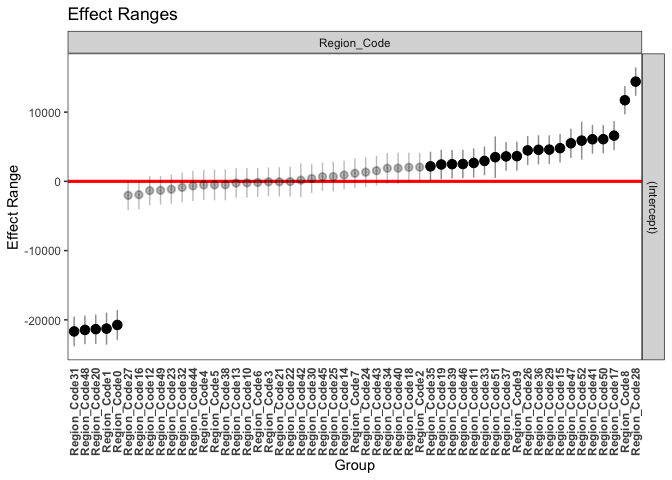 Effect Ranges
Region_Code
10000
0
-10000
-20000
Effect Range
(Intercept)
Region_Code31
Region_Code48
Region_Code20
Region_Code1
Region_Code0
Region_Code27
Region_Code16
Region_Code12
Region_Code49
Region_Code23
Region_Code32
Region_Code44
Region_Code4
Region_Code5
Region_Code38
Region_Code13
Region_Code10
Region_Code6
Region_Code3
Region_Code21
Region_Code22
Region_Code42
Region_Code30
Region_Code45
Region_Code25
Region_Code14
Region_Code7
Region_Code24
Region_Code43
Region_Code34
Region_Code40
Region_Code18
Region_Code2
Region_Code35
Region_Code19
Region_Code39
Region_Code46
Region_Code11
Region_Code33
Region_Code51
Region_Code37
Region_Code9
Region_Code26
Region_Code36
Region_Code29
Region_Code15
Region_Code47
Region_Code52
Region_Code41
Region_Code50
Region_Code17
Region_Code8
Region_Code28
Group